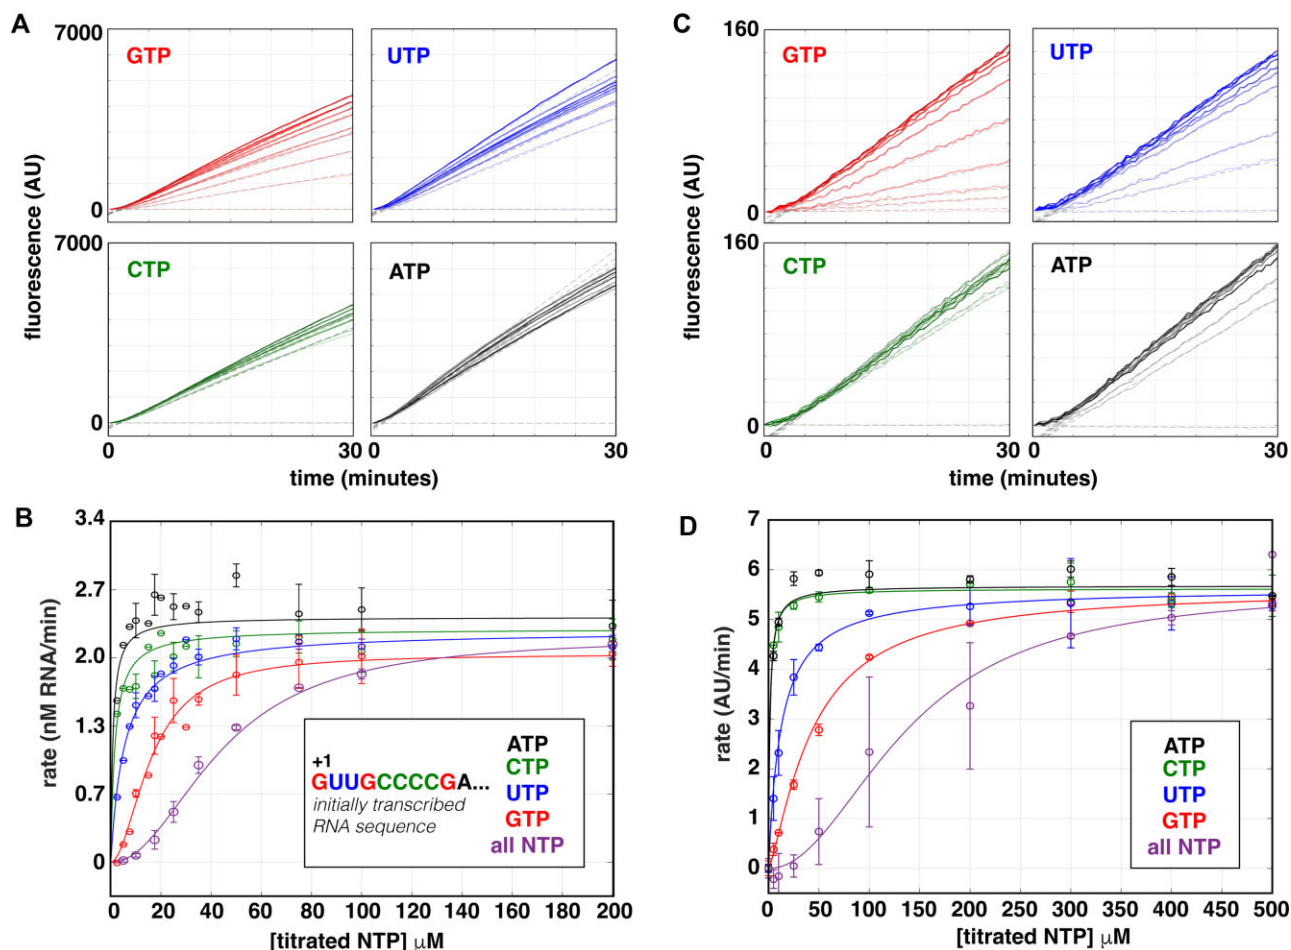 A
7000
GTP
UTP
fluorescence (AU)
0
7000
CTP
ATP
fluorescence (AU)
0
0
30
0
30
time (minutes)
C
160
GTP
UTP
fluorescence (AU)
0
160
CTP
ATP
fluorescence (AU)
0
0
30
0
30
time (minutes)
B
rate (nM RNA/min)
3.4
2.7
2.0
1.3
0.7
0
+1
GUUGCCCCGA...
initially transcribed
RNA sequence
ATP
CTP
UTP
GTP
all NTP
0 20 40 60 80 100 120 140 160 180 200
[titrated NTP] μM
D
rate (AU/min)
7
6
5
4
3
2
1
0
ATP
CTP
UTP
GTP
all NTP
0 50 100 150 200 250 300 350 400 450 500
[titrated NTP] μM